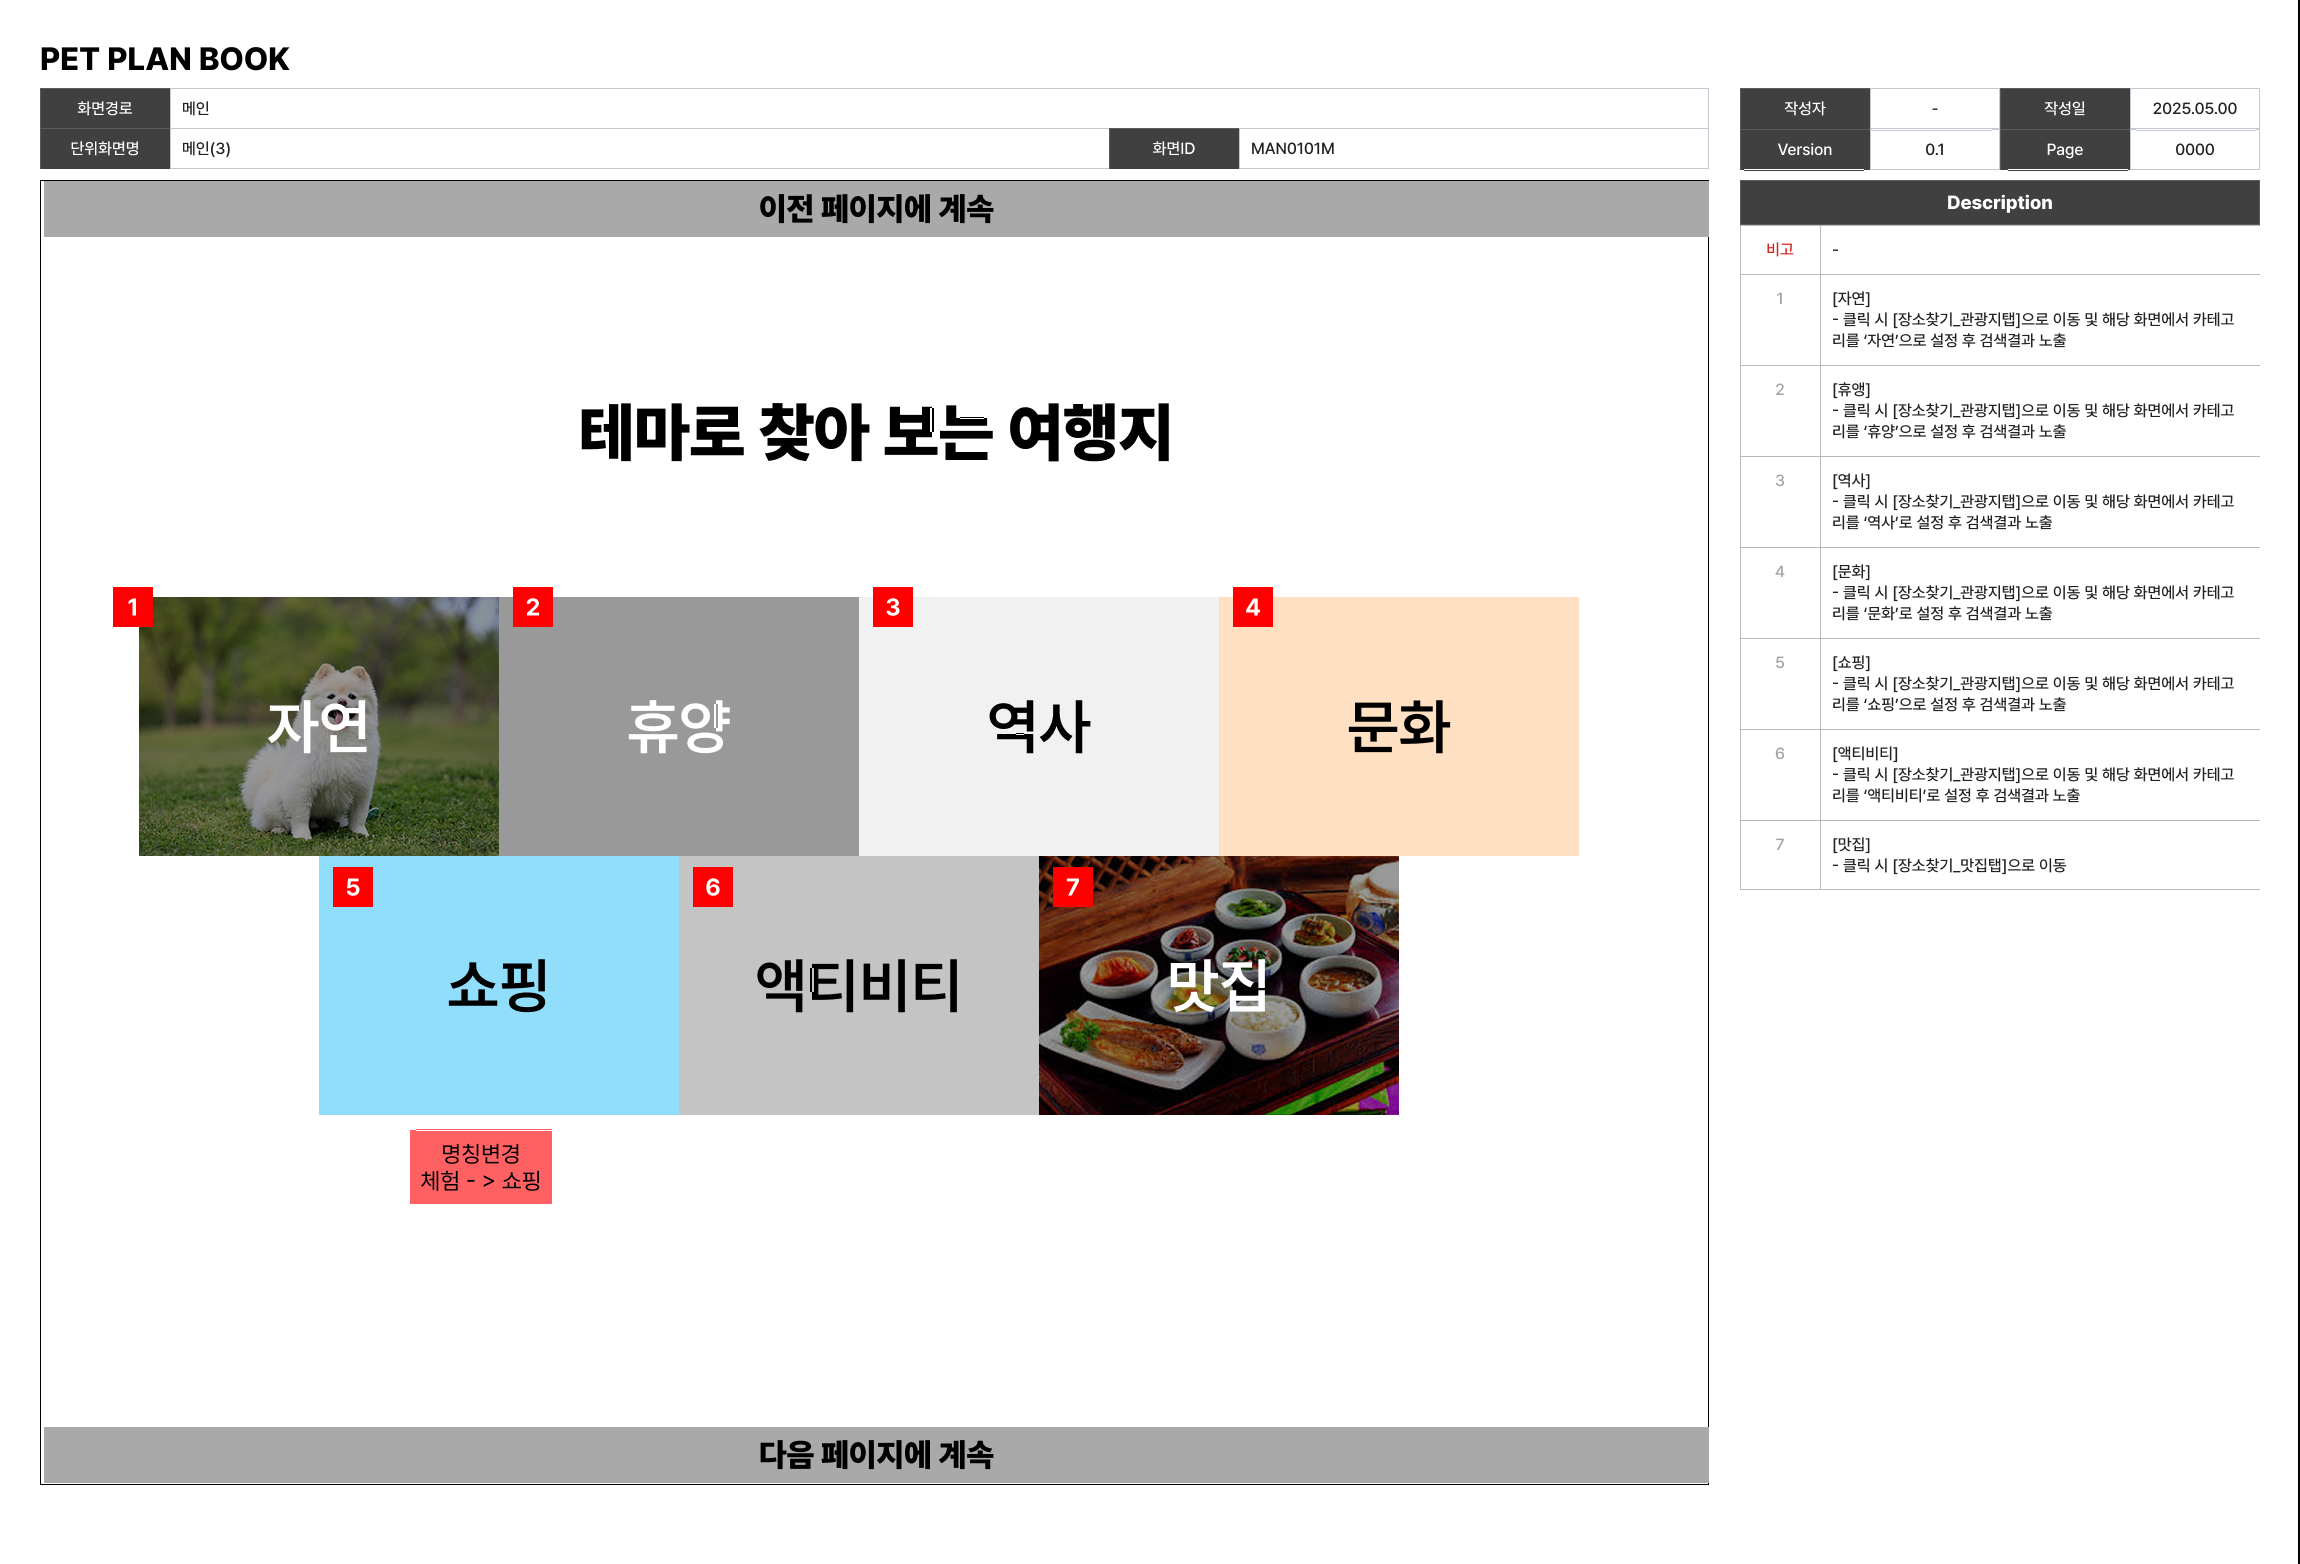 PET PLAN BOOK
화면경로 메인
단위화면명 메인(3) 화면ID MAN0101M
작성자 - 작성일 2025.05.00
Version 0.1 Page 0000
이전 페이지에 계속
테마로 찾아 보는 여행지
1 2 3 4
자연 휴양 역사 문화
5 6 7
쇼핑 액티비티 맛집
명칭변경
체험 - > 쇼핑
다음 페이지에 계속
Description
비고 -
1 [자연]
- 클릭 시 [장소찾기_관광지탭]으로 이동 및 해당 화면에서 카테고
리를 ‘자연’으로 설정 후 검색결과 노출
2 [휴앵]
- 클릭 시 [장소찾기_관광지탭]으로 이동 및 해당 화면에서 카테고
리를 ‘휴양’으로 설정 후 검색결과 노출
3 [역사]
- 클릭 시 [장소찾기_관광지탭]으로 이동 및 해당 화면에서 카테고
리를 ‘역사’로 설정 후 검색결과 노출
4 [문화]
- 클릭 시 [장소찾기_관광지탭]으로 이동 및 해당 화면에서 카테고
리를 ‘문화’로 설정 후 검색결과 노출
5 [쇼핑]
- 클릭 시 [장소찾기_관광지탭]으로 이동 및 해당 화면에서 카테고
리를 ‘쇼핑’으로 설정 후 검색결과 노출
6 [액티비티]
- 클릭 시 [장소찾기_관광지탭]으로 이동 및 해당 화면에서 카테고
리를 ‘액티비티’로 설정 후 검색결과 노출
7 [맛집]
- 클릭 시 [장소찾기_맛집탭]으로 이동